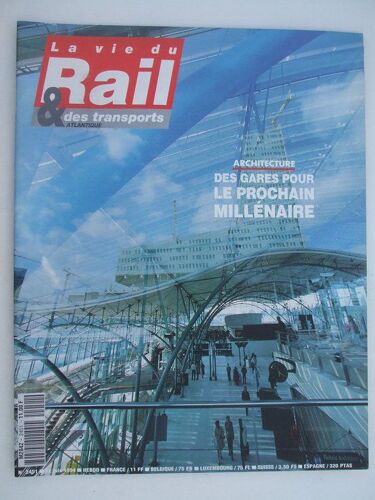 La vie du
Rail
& des transports
ATLANTIQUE
ARCHITECTURE
DES GARES POUR
LE PROCHAIN
MILLÉNAIRE
HEBDO ■ FRANCE / 11 FF ■ BELGIQUE / 75 FB ■ LUXEMBOURG / 75 FL ■ SUISSE / 3,50 FS ■ ESPAGNE / 320 PTAS